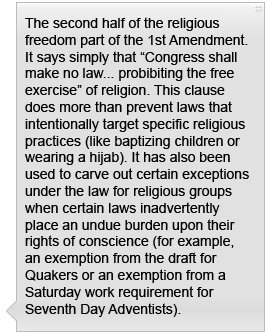 The second half of the religious
freedom part of the 1st Amendment.
It says simply that “Congress shall
make no law... probibiting the free
exercise” of religion. This clause
does more than prevent laws that
intentionally target specific religious
practices (like baptizing children or
wearing a hijab). It has also been
used to carve out certain exceptions
under the law for religious groups
when certain laws inadvertently
place an undue burden upon their
rights of conscience (for example,
an exemption from the draft for
Quakers or an exemption from a
Saturday work requirement for
Seventh Day Adventists).